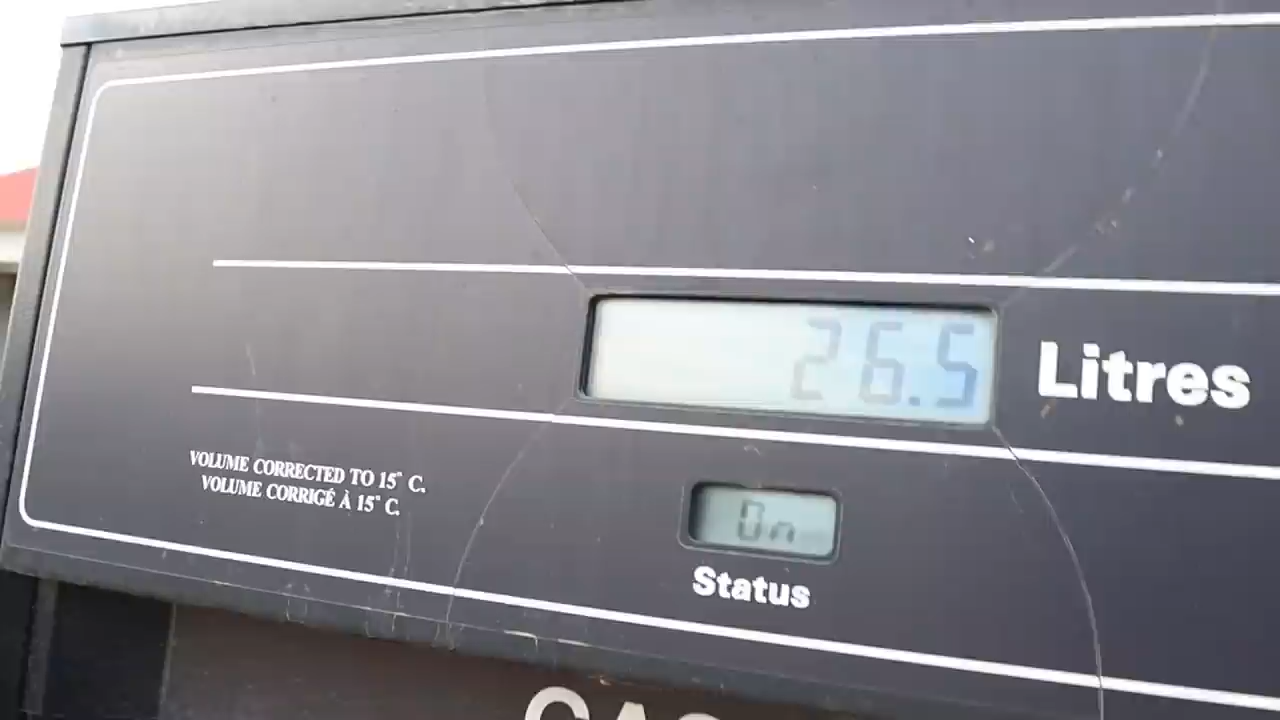 26.5 Litres
VOLUME CORRECTED TO 15° C.
VOLUME CORRIGÉ À 15° C.
On
Status